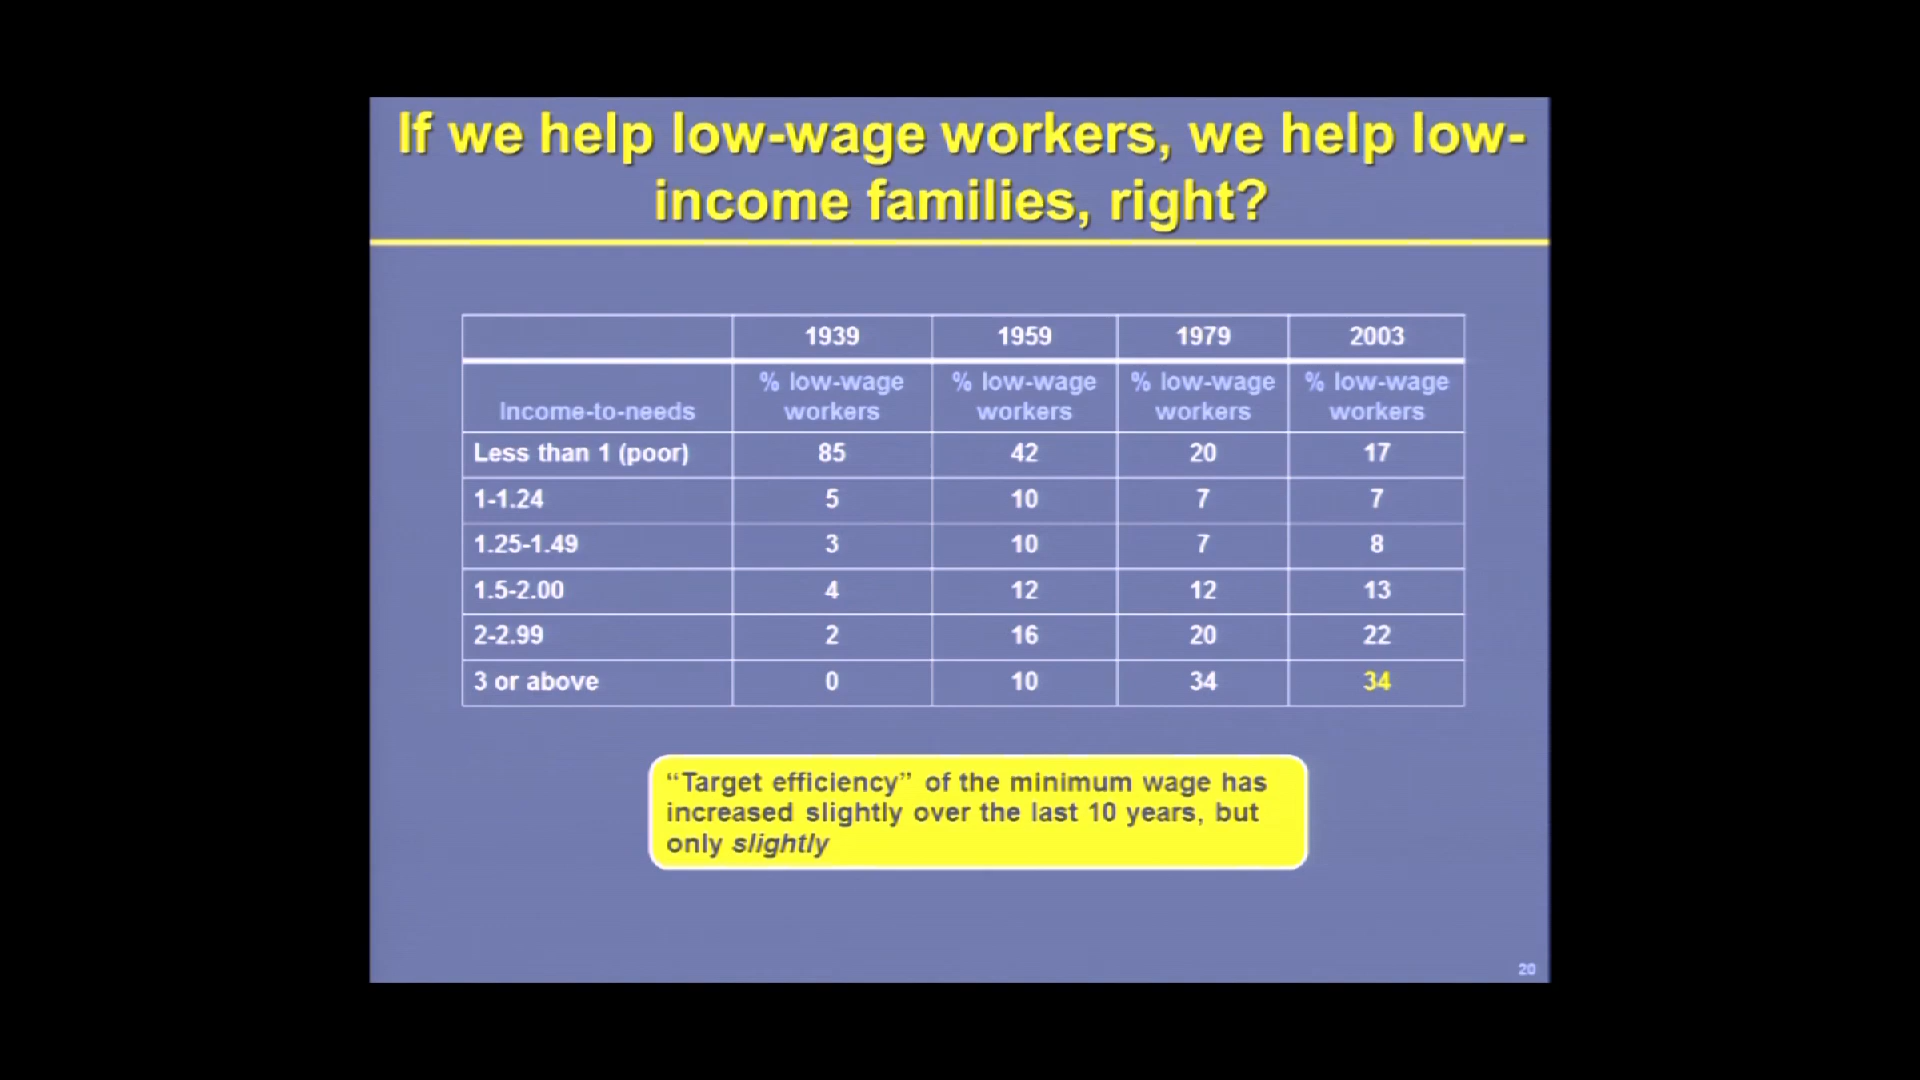 If we help low-wage workers, we help low-
income families, right?
1939 1959 1979 2003
Income-to-needs % low-wage workers % low-wage workers % low-wage workers % low-wage workers
Less than 1 (poor) 85 42 20 17
1-1.24 5 10 7 7
1.25-1.49 3 10 7 8
1.5-2.00 4 12 12 13
2-2.99 2 16 20 22
3 or above 0 10 34 34
“Target efficiency” of the minimum wage has
increased slightly over the last 10 years, but
only slightly
20